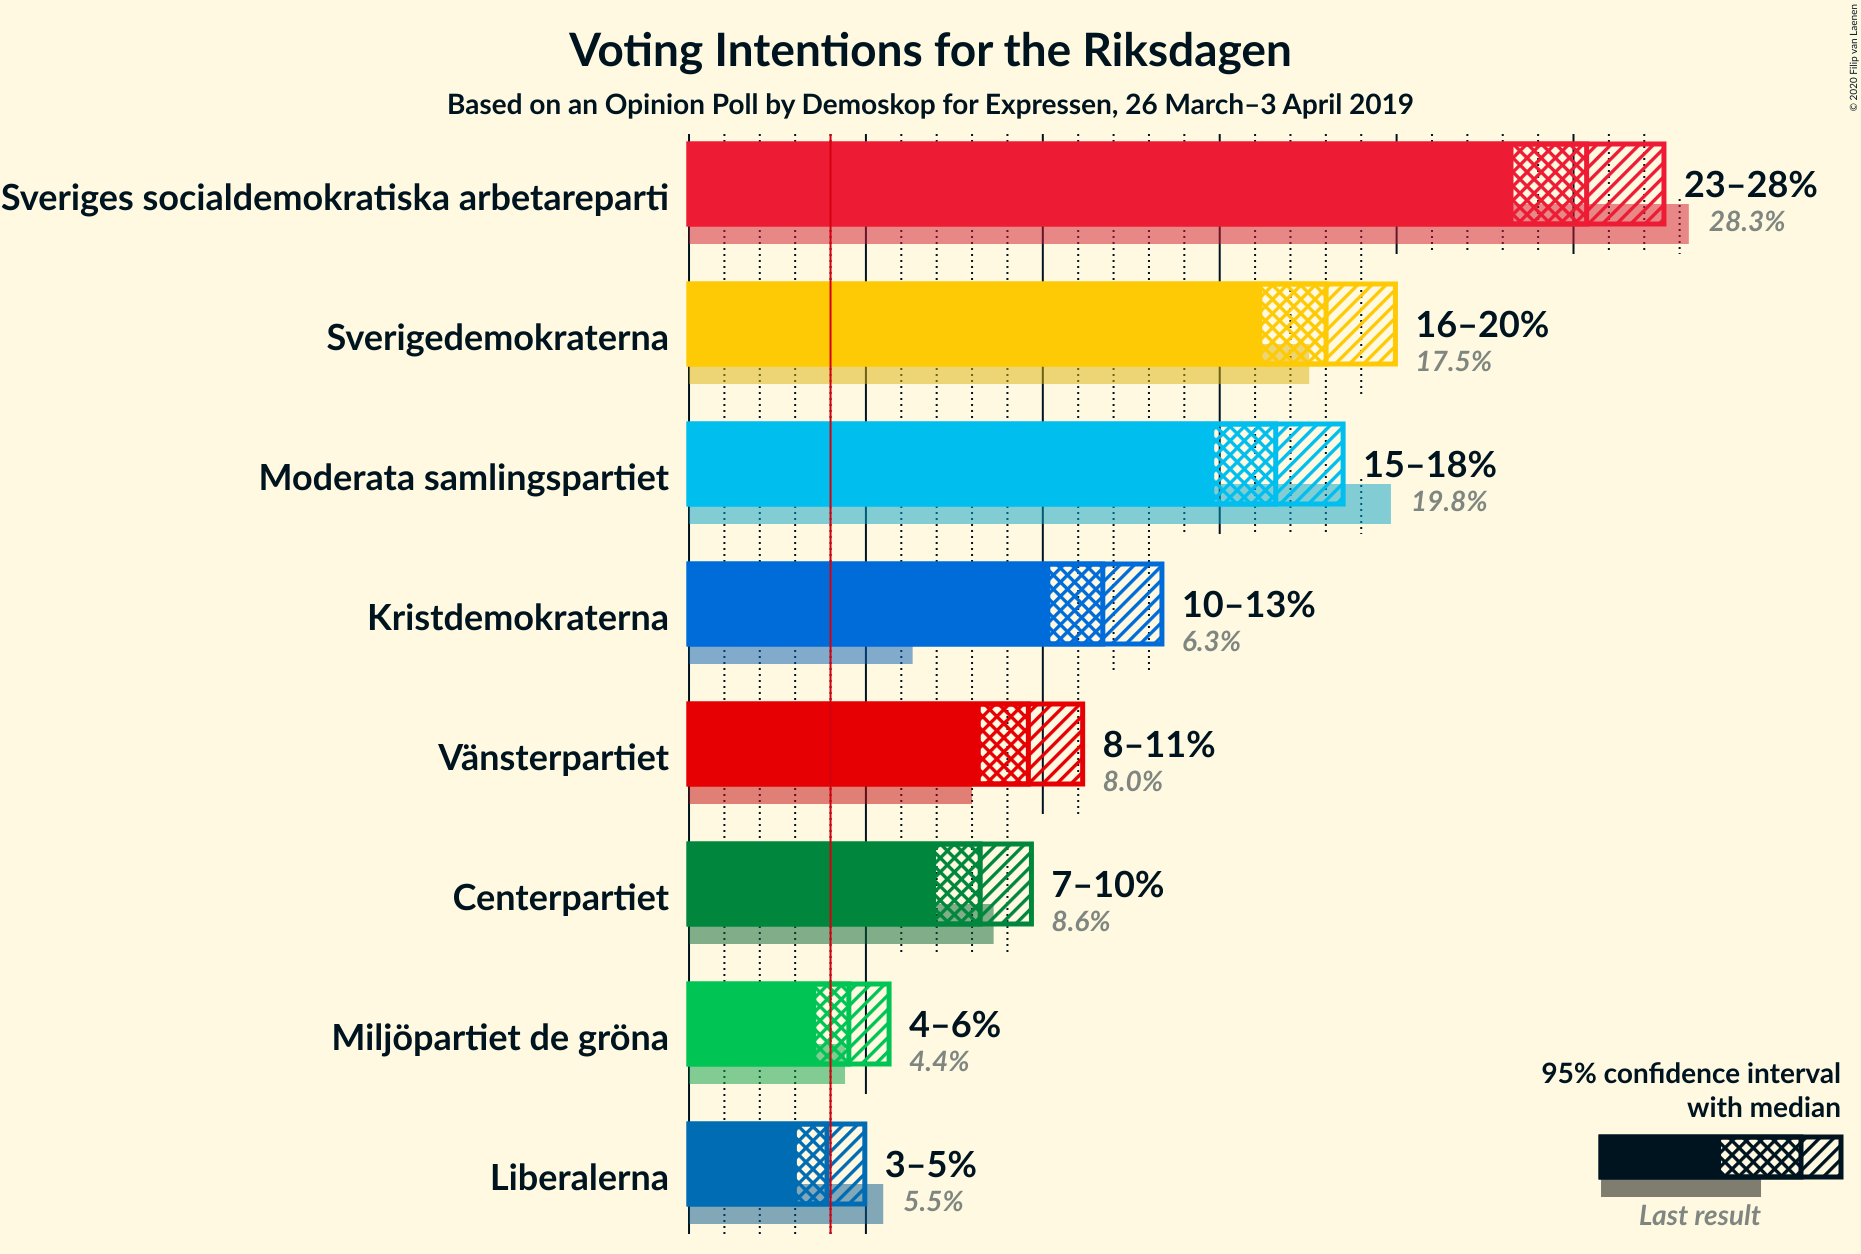 Voting Intentions for the Riksdagen
Based on an Opinion Poll by Demoskop for Expressen, 26 March–3 April 2019
© 2020 Filip van Laenen
Sveriges socialdemokratiska arbetareparti
23–28%
28.3%
Sverigedemokraterna
16–20%
17.5%
Moderata samlingspartiet
15–18%
19.8%
Kristdemokraterna
10–13%
6.3%
Vänsterpartiet
8–11%
8.0%
Centerpartiet
7–10%
8.6%
Miljöpartiet de gröna
4–6%
4.4%
Liberalerna
3–5%
5.5%
95% confidence interval
with median
Last result